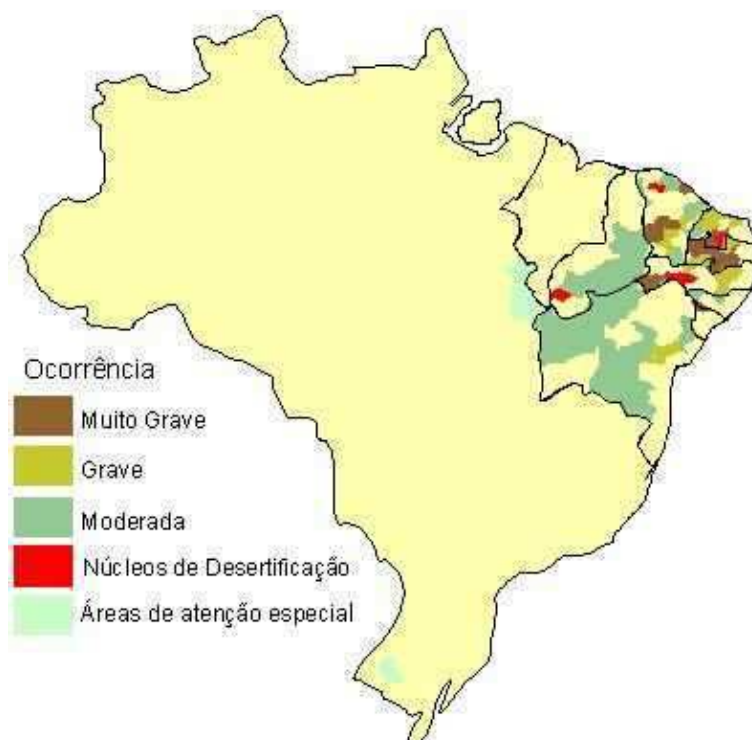 Ocorrência
Muito Grave
Grave
Moderada
Núcleos de Desertificação
Áreas de atenção especial